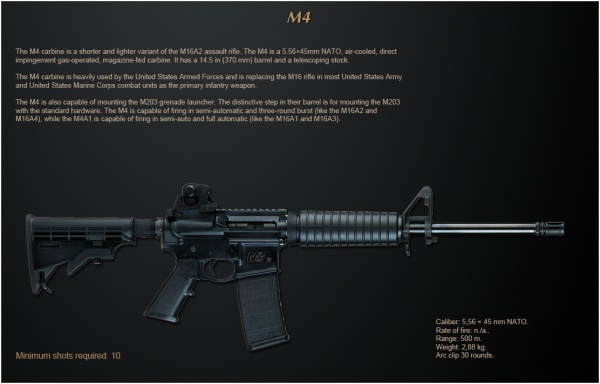 M4
The M4 carbine is a shorter and lighter variant of the M16A2 assault rifle. The M4 is a 5.56×45mm NATO, air-cooled, direct
impingement gas-operated, magazine-fed carbine. It has a 14.5 in (370 mm) barrel and a telescoping stock.
The M4 carbine is heavily used by the United States Armed Forces and is replacing the M16 rifle in most United States Army
and United States Marine Corps combat units as the primary infantry weapon.
The M4 is also capable of mounting the M203 grenade launcher. The distinctive step in their barrel is for mounting the M203
with the standard hardware. The M4 is capable of firing in semi-automatic and three-round burst (like the M16A2 and
M16A4), while the M4A1 is capable of firing in semi-auto and full automatic (like the M16A1 and M16A3).
Caliber: 5,56 × 45 mm NATO.
Rate of fire: n./a..
Range: 500 m.
Weight: 2,88 kg.
Arc clip 30 rounds.
Minimum shots required: 10